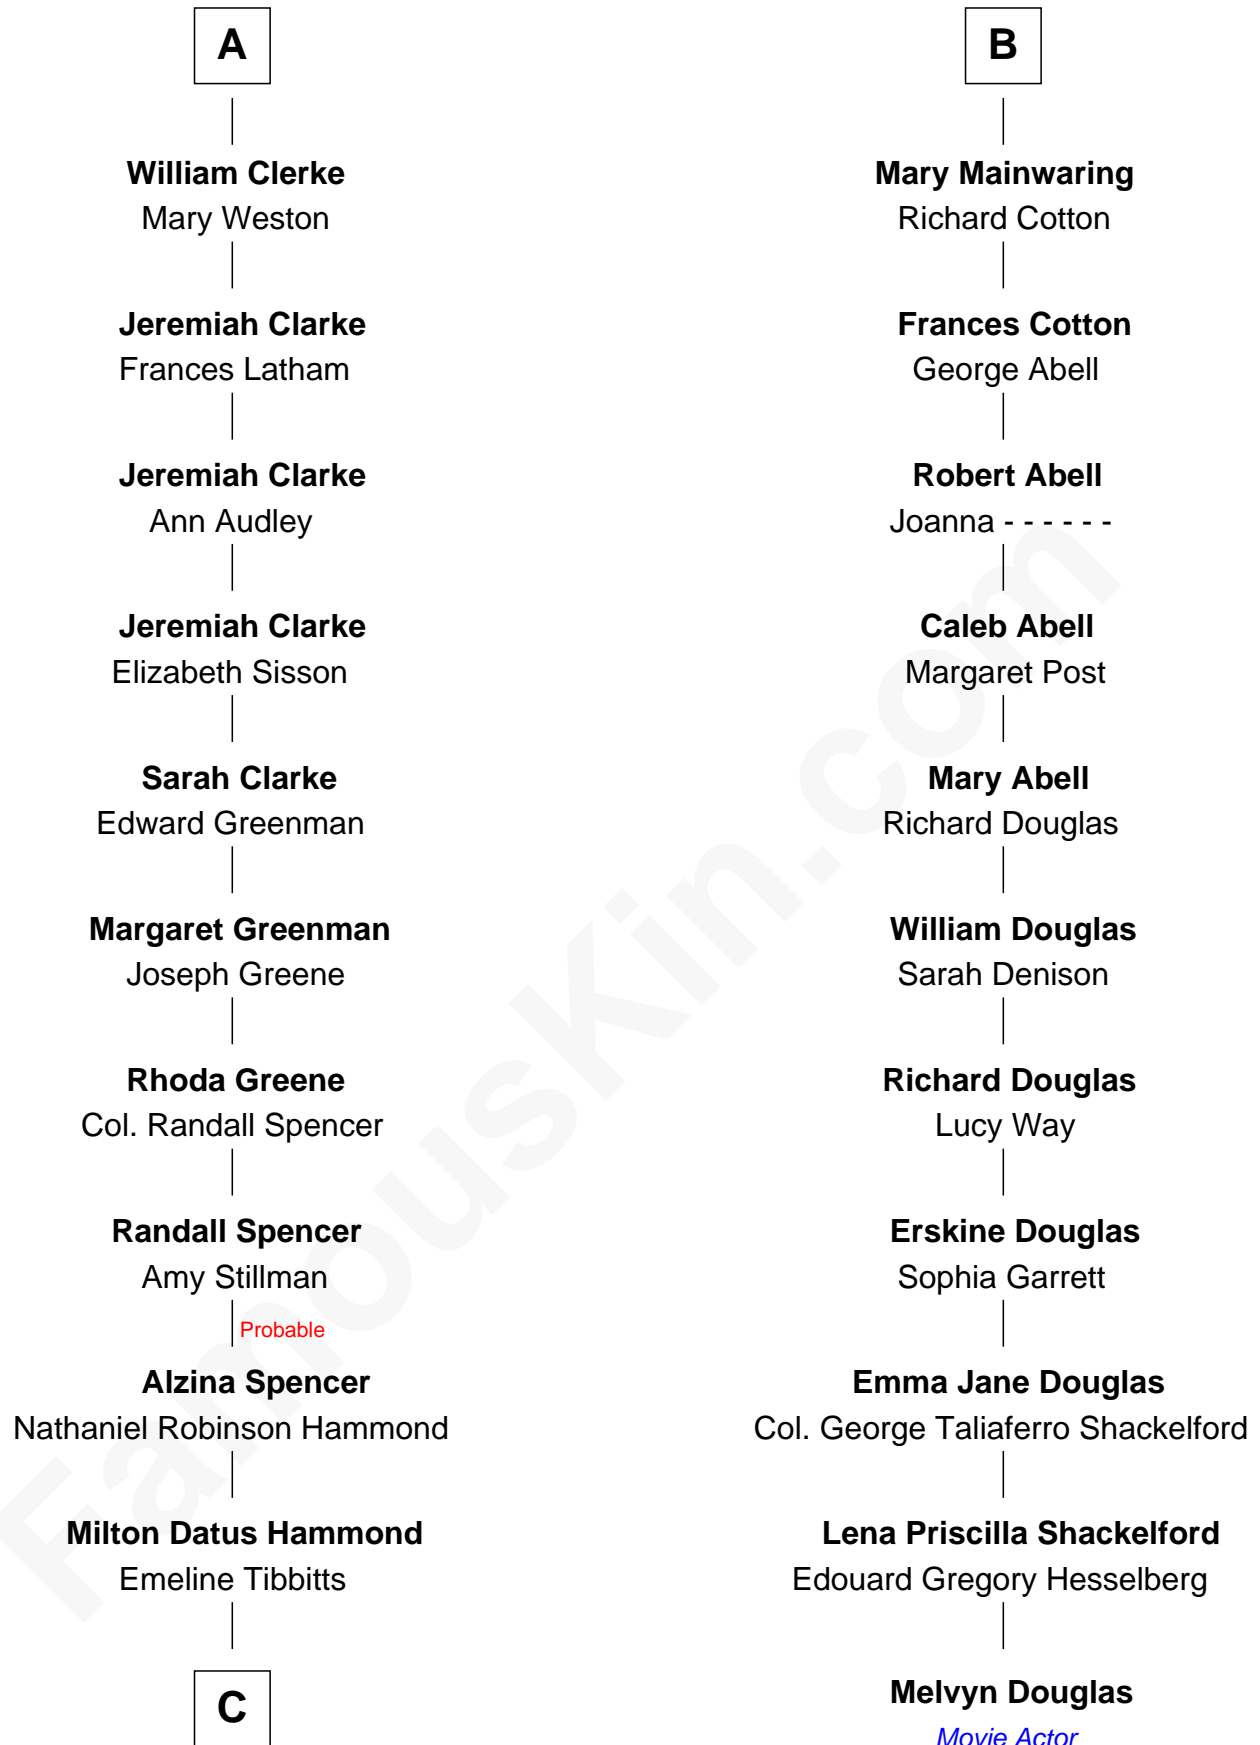 A
William Clerke
Mary Weston
Jeremiah Clarke
Frances Latham
Jeremiah Clarke
Ann Audley
Jeremiah Clarke
Elizabeth Sisson
Sarah Clarke
Edward Greenman
Margaret Greenman
Joseph Greene
Rhoda Greene
Col. Randall Spencer
Randall Spencer
Amy Stillman
Probable
Alzina Spencer
Nathaniel Robinson Hammond
Milton Datus Hammond
Emeline Tibbitts
C
B
Mary Mainwaring
Richard Cotton
Frances Cotton
George Abell
Robert Abell
Joanna - - - - - -
Caleb Abell
Margaret Post
Mary Abell
Richard Douglas
William Douglas
Sarah Denison
Richard Douglas
Lucy Way
Erskine Douglas
Sophia Garrett
Emma Jane Douglas
Col. George Taliaferro Shackelford
Lena Priscilla Shackelford
Edouard Gregory Hesselberg
Melvyn Douglas
Movie Actor
FamousKin.com